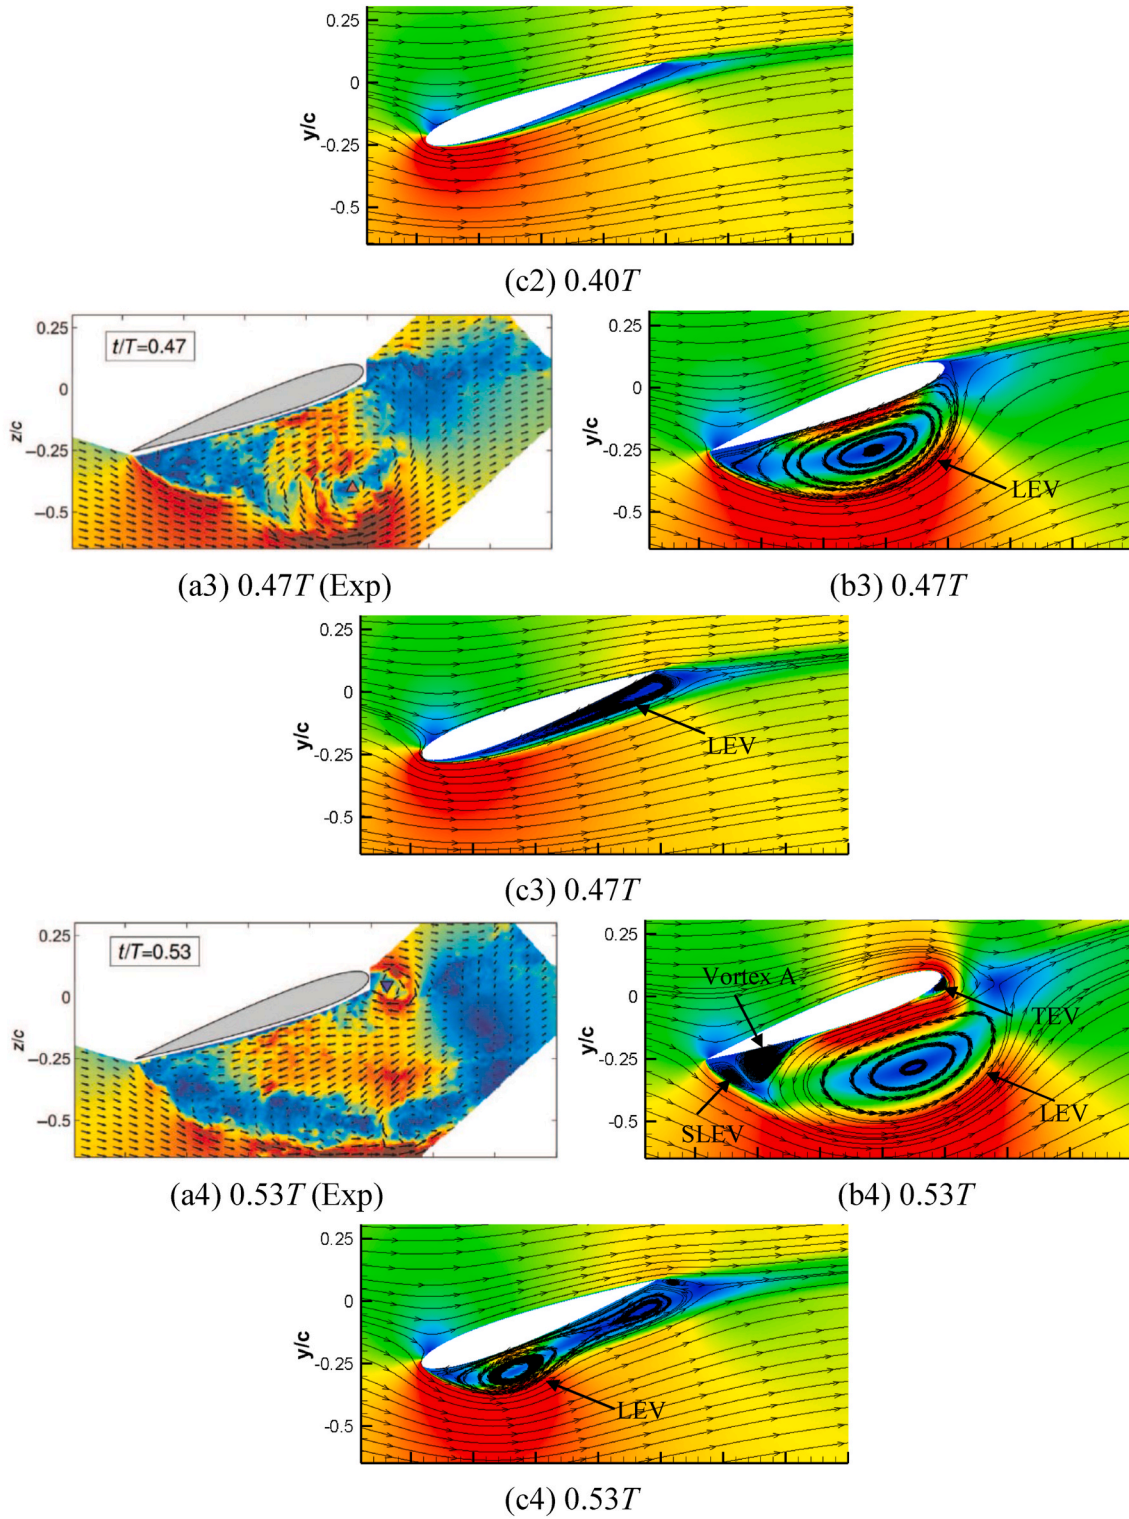 0.25
0
-0.25
-0.5
y/c
(c2) 0.40T
0.25
0
−0.25
−0.5
z/c
t/T=0.47
0.25
0
-0.25
-0.5
y/c
LEV
(a3) 0.47T (Exp)
(b3) 0.47T
0.25
0
-0.25
-0.5
y/c
LEV
(c3) 0.47T
0.25
0
−0.25
−0.5
z/c
t/T=0.53
0.25
0
-0.25
-0.5
y/c
Vortex A
TEV
SLEV
LEV
(a4) 0.53T (Exp)
(b4) 0.53T
0.25
0
-0.25
-0.5
y/c
LEV
(c4) 0.53T